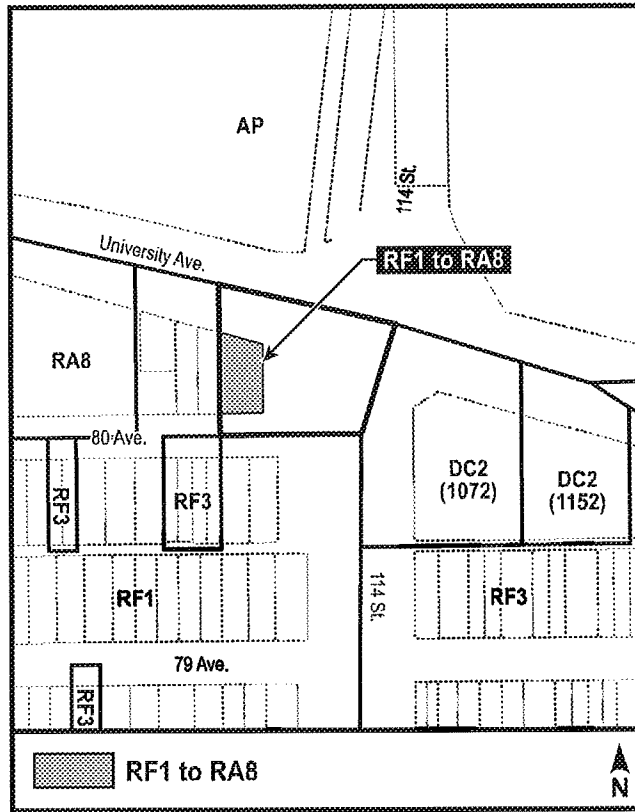 AP
114 St.
University Ave.
RF1 to RA8
RA8
80 Ave.
RF3
RF3
DC2
(1072)
DC2
(1152)
RF1
114 St.
RF3
79 Ave.
RF3
RF1 to RA8
N